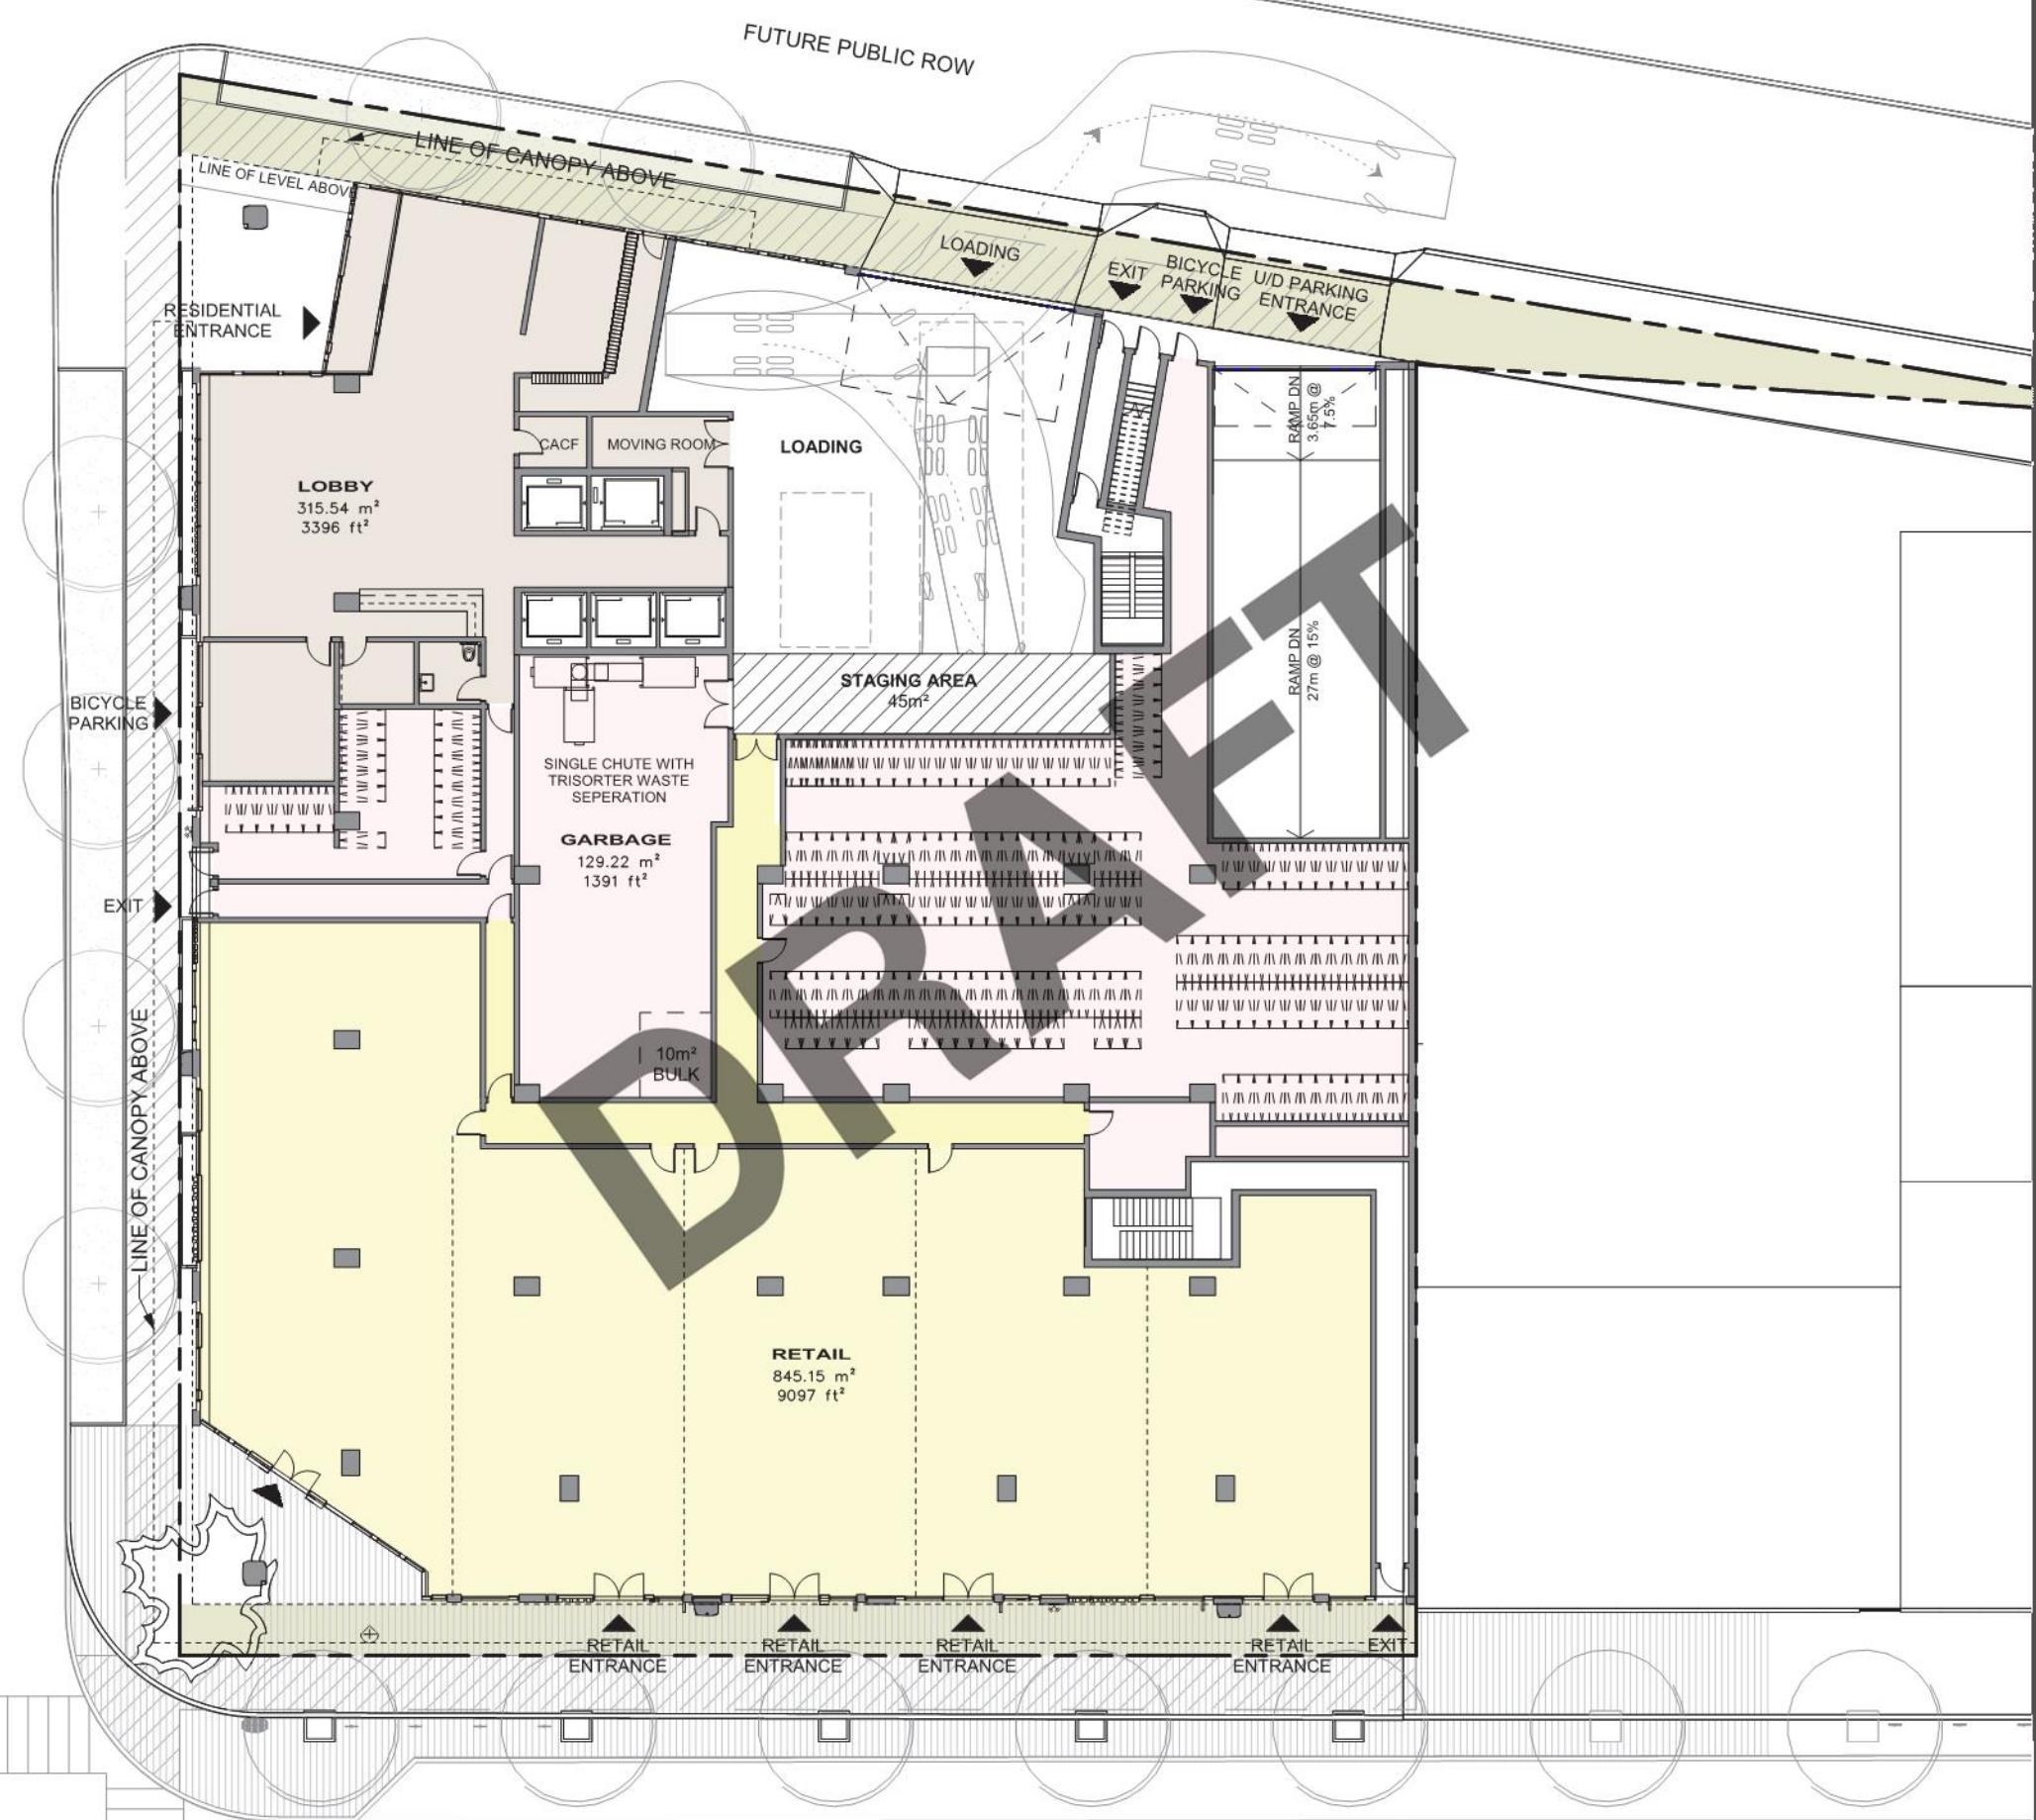 FUTURE PUBLIC ROW
LINE OF CANOPY ABOVE
LINE OF LEVEL ABOVE
LOADING
EXIT
BICYCLE
PARKING
U/D PARKING
ENTRANCE
RESIDENTIAL
ENTRANCE
RAMP DN
3.65m @
7.5%
CACF
MOVING ROOM
LOADING
LOBBY
315.54 m²
3396 ft²
RAMP DN
27m @ 15%
STAGING AREA
45m²
BICYCLE
PARKING
SINGLE CHUTE WITH
TRISORTER WASTE
SEPERATION
GARBAGE
129.22 m²
1391 ft²
EXIT
DRAFT
10m²
BULK
LINE OF CANOPY ABOVE
RETAIL
845.15 m²
9097 ft²
RETAIL
ENTRANCE
RETAIL
ENTRANCE
RETAIL
ENTRANCE
RETAIL
ENTRANCE
EXIT